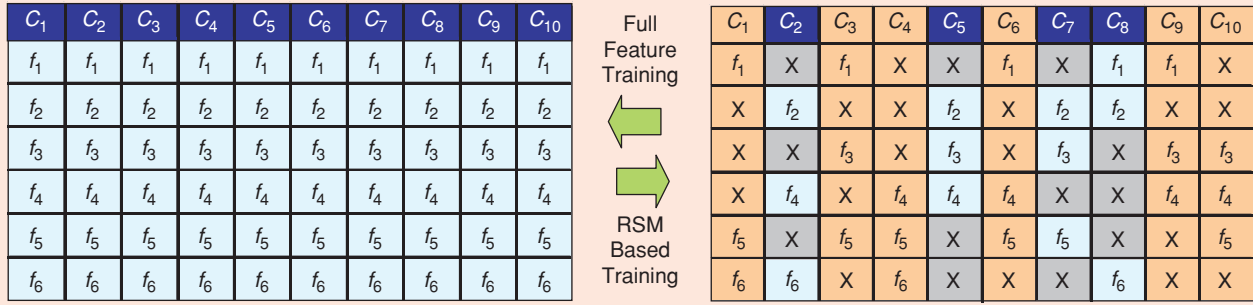 C1 C2 C3 C4 C5 C6 C7 C8 C9 C10
f1 f1 f1 f1 f1 f1 f1 f1 f1 f1
f2 f2 f2 f2 f2 f2 f2 f2 f2 f2
f3 f3 f3 f3 f3 f3 f3 f3 f3 f3
f4 f4 f4 f4 f4 f4 f4 f4 f4 f4
f5 f5 f5 f5 f5 f5 f5 f5 f5 f5
f6 f6 f6 f6 f6 f6 f6 f6 f6 f6
Full
Feature
Training
RSM
Based
Training
C1 C2 C3 C4 C5 C6 C7 C8 C9 C10
f1 X f1 X X f1 X f1 f1 X
X f2 X X f2 X f2 f2 X X
X X f3 X f3 X f3 X f3 f3
X f4 X f4 f4 f4 X X f4 f4
f5 X f5 f5 X f5 f5 X X f5
f6 f6 X f6 X X X f6 X X